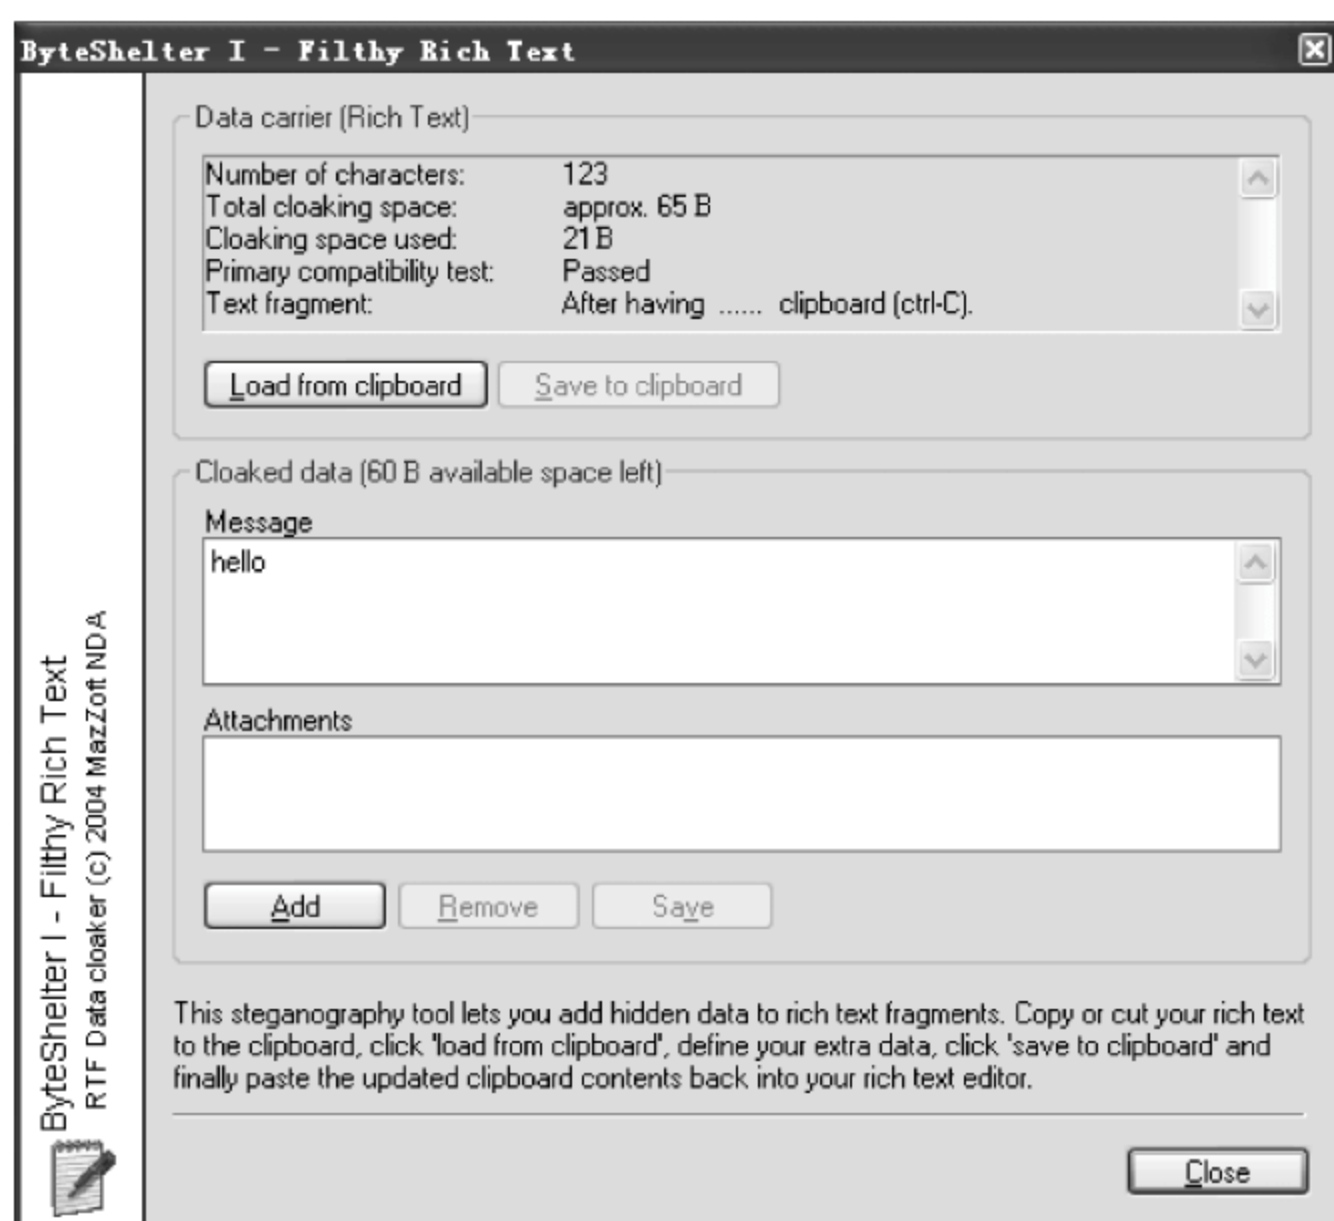 ByteShelter I - Filthy Rich Text
Data carrier (Rich Text)
Number of characters: 123
Total cloaking space: approx. 65 B
Cloaking space used: 21 B
Primary compatibility test: Passed
Text fragment: After having ...... clipboard (ctrl-C).
Load from clipboard Save to clipboard
Cloaked data (60 B available space left)
Message
hello
Attachments
Add Remove Save
This steganography tool lets you add hidden data to rich text fragments. Copy or cut your rich text
to the clipboard, click 'load from clipboard', define your extra data, click 'save to clipboard' and
finally paste the updated clipboard contents back into your rich text editor.
Close
ByteShelter I - Filthy Rich Text
RTF Data cloaker (c) 2004 MazZoft NDA